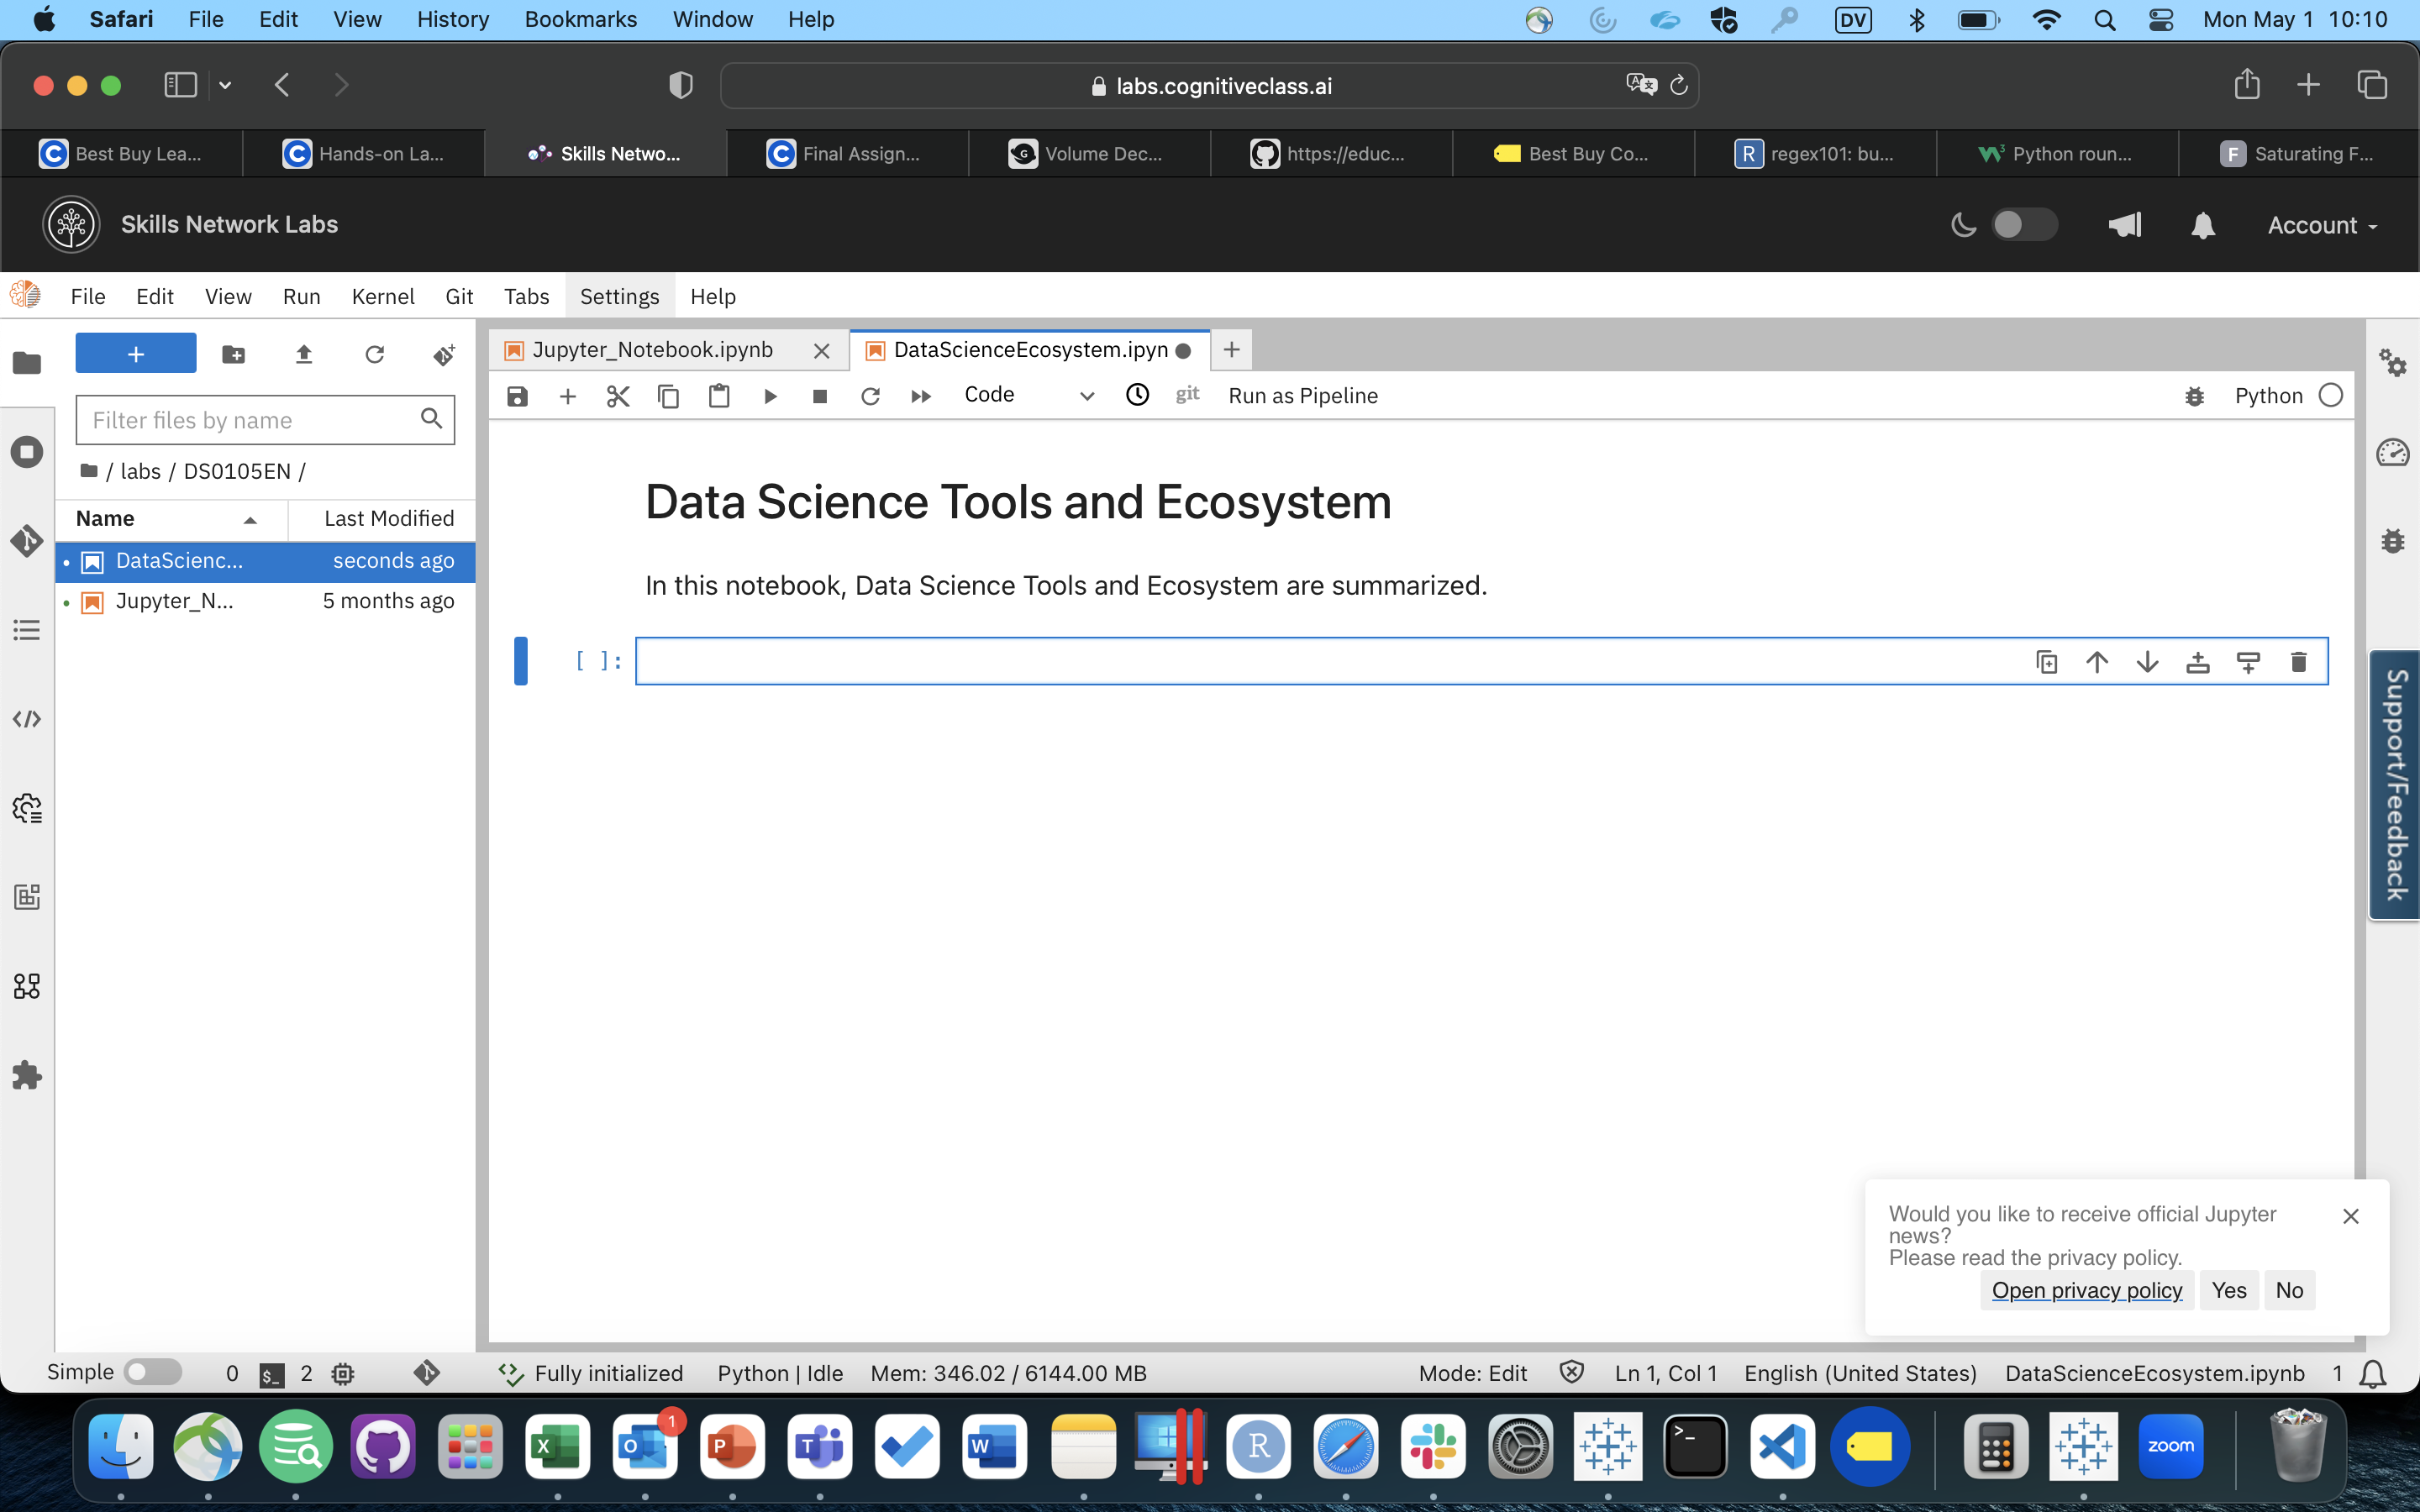 Safari File Edit View History Bookmarks Window Help DV Mon May 1 10:10
labs.cognitiveclass.ai
Best Buy Lea... Hands-on La... Skills Netwo... Final Assign... Volume Dec... https://educ... Best Buy Co... regex101: bu... Python roun... Saturating F...
Skills Network Labs Account
File Edit View Run Kernel Git Tabs Settings Help
Jupyter_Notebook.ipynb DataScienceEcosystem.ipyn
Code git Run as Pipeline Python
Filter files by name
/ labs / DS0105EN /
Name Last Modified
DataScienc... seconds ago
Jupyter_N... 5 months ago
Data Science Tools and Ecosystem
In this notebook, Data Science Tools and Ecosystem are summarized.
[ ]:
Support/Feedback
Would you like to receive official Jupyter
news?
Please read the privacy policy.
Open privacy policy Yes No
Simple 0 $_ 2 Fully initialized Python | Idle Mem: 346.02 / 6144.00 MB Mode: Edit Ln 1, Col 1 English (United States) DataScienceEcosystem.ipynb 1
1
zoom